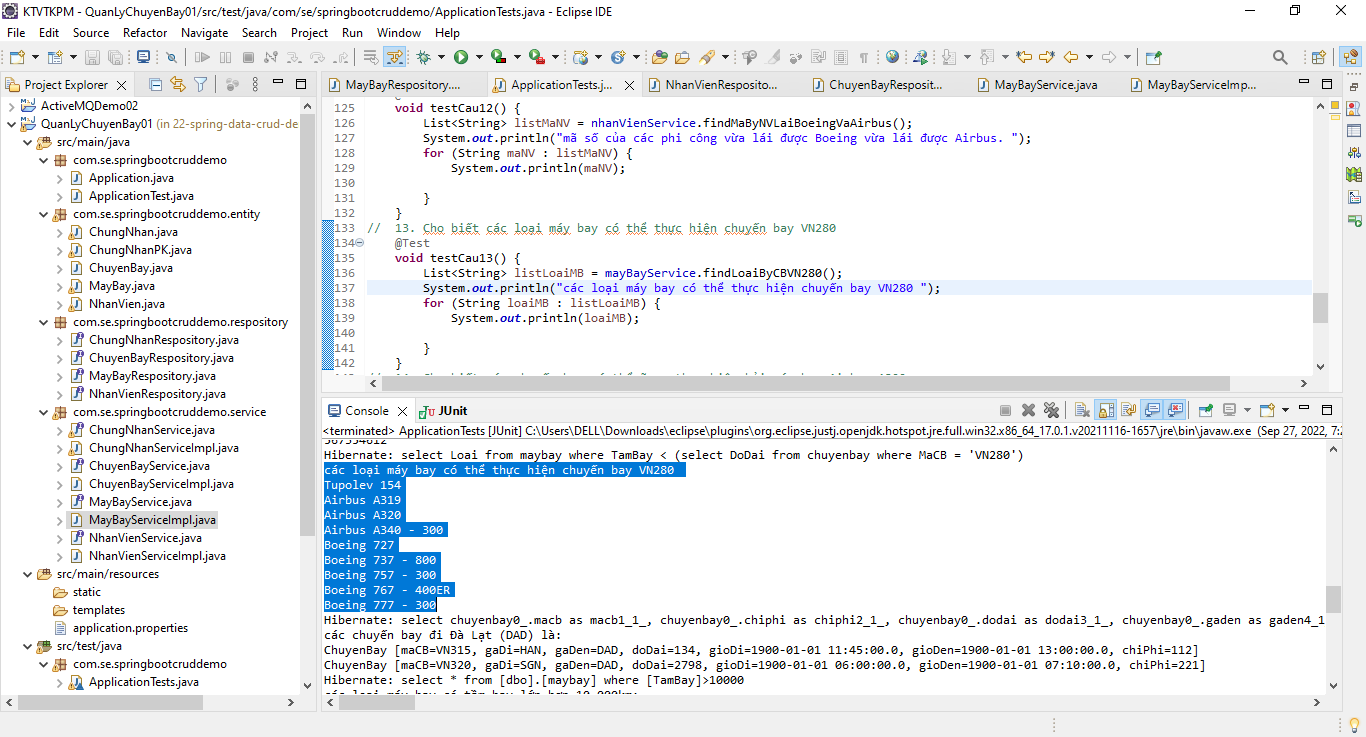 KTVTKPM - QuanLyChuyenBay01/src/test/java/com/se/springbootcruddemo/ApplicationTests.java - Eclipse IDE
File Edit Source Refactor Navigate Search Project Run Window Help
Project Explorer
ActiveMQDemo02
QuanLyChuyenBay01 (in 22-spring-data-crud-de
src/main/java
com.se.springbootcruddemo
Application.java
ApplicationTest.java
com.se.springbootcruddemo.entity
ChungNhan.java
ChungNhanPK.java
ChuyenBay.java
MayBay.java
NhanVien.java
com.se.springbootcruddemo.respository
ChungNhanRespository.java
ChuyenBayRespository.java
MayBayRespository.java
NhanVienRespository.java
com.se.springbootcruddemo.service
ChungNhanService.java
ChungNhanServiceImpl.java
ChuyenBayService.java
ChuyenBayServiceImpl.java
MayBayService.java
MayBayServiceImpl.java
NhanVienService.java
NhanVienServiceImpl.java
src/main/resources
static
templates
application.properties
src/test/java
com.se.springbootcruddemo
ApplicationTests.java
MayBayRespository.... ApplicationTests.j... NhanVienResposito... ChuyenBayResposit... MayBayService.java MayBayServiceImp...
125 void testCau12() {
126 List<String> listMaNV = nhanVienService.findMaByNVLaiBoeingVaAirbus();
127 System.out.println("mã số của các phi công vừa lái được Boeing vừa lái được Airbus. ");
128 for (String maNV : listMaNV) {
129 System.out.println(maNV);
130
131 }
132 }
133 // 13. Cho biết các loại máy bay có thể thực hiện chuyến bay VN280
134 @Test
135 void testCau13() {
136 List<String> listLoaiMB = mayBayService.findLoaiByCBVN280();
137 System.out.println("các loại máy bay có thể thực hiện chuyến bay VN280 ");
138 for (String loaiMB : listLoaiMB) {
139 System.out.println(loaiMB);
140
141 }
142 }
Console JUnit
<terminated> ApplicationTests [JUnit] C:\Users\DELL\Downloads\eclipse\plugins\org.eclipse.justj.openjdk.hotspot.jre.full.win32.x86_64_17.0.1.v20211116-1657\jre\bin\javaw.exe (Sep 27, 2022, 7:2
Hibernate: select Loai from maybay where TamBay < (select DoDai from chuyenbay where MaCB = 'VN280')
các loại máy bay có thể thực hiện chuyến bay VN280
Tupolev 154
Airbus A319
Airbus A320
Airbus A340 - 300
Boeing 727
Boeing 737 - 800
Boeing 757 - 300
Boeing 767 - 400ER
Boeing 777 - 300
Hibernate: select chuyenbay0_.macb as macb1_1_, chuyenbay0_.chiphi as chiphi2_1_, chuyenbay0_.dodai as dodai3_1_, chuyenbay0_.gaden as gaden4_1
các chuyến bay đi Đà Lạt (DAD) là:
ChuyenBay [maCB=VN315, gaDi=HAN, gaDen=DAD, doDai=134, gioDi=1900-01-01 11:45:00.0, gioDen=1900-01-01 13:00:00.0, chiPhi=112]
ChuyenBay [maCB=VN320, gaDi=SGN, gaDen=DAD, doDai=2798, gioDi=1900-01-01 06:00:00.0, gioDen=1900-01-01 07:10:00.0, chiPhi=221]
Hibernate: select * from [dbo].[maybay] where [TamBay]>10000